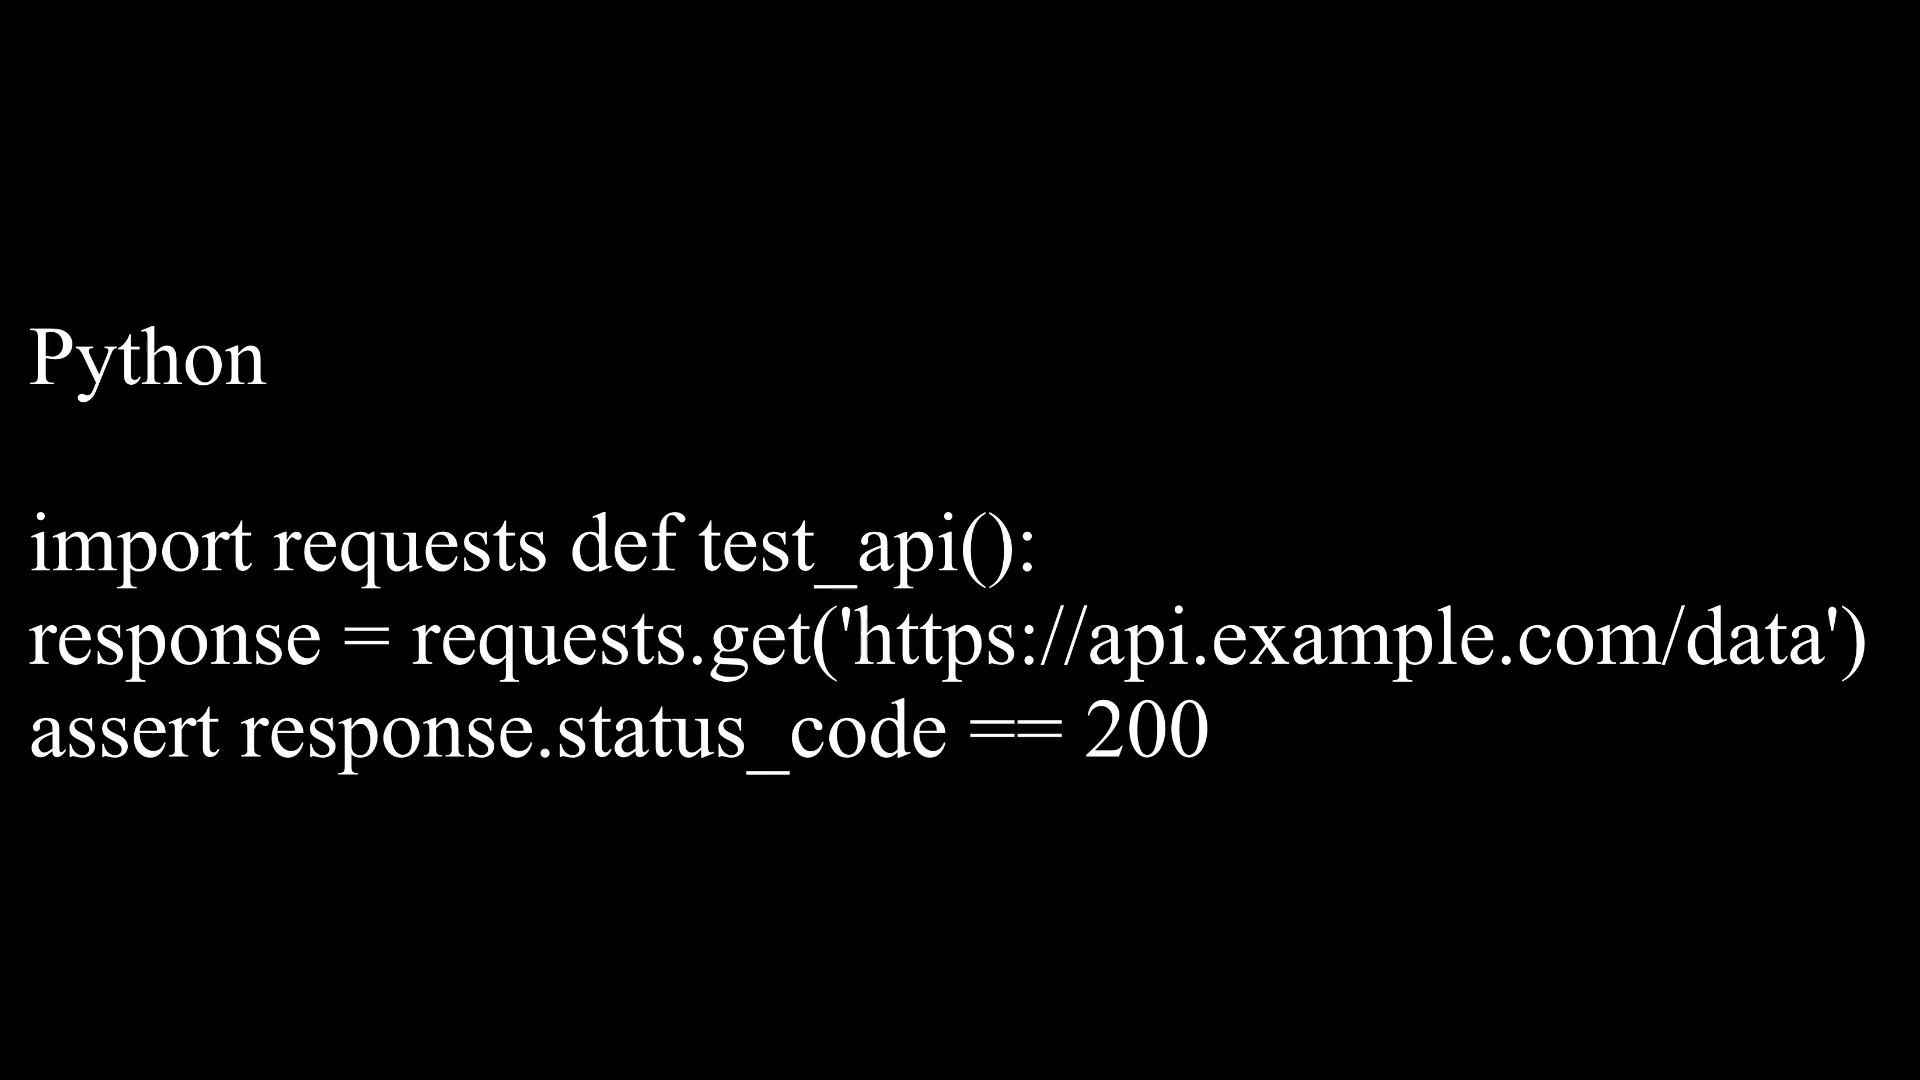 Python
import requests def test_api():
response = requests.get('https://api.example.com/data')
assert response.status_code == 200